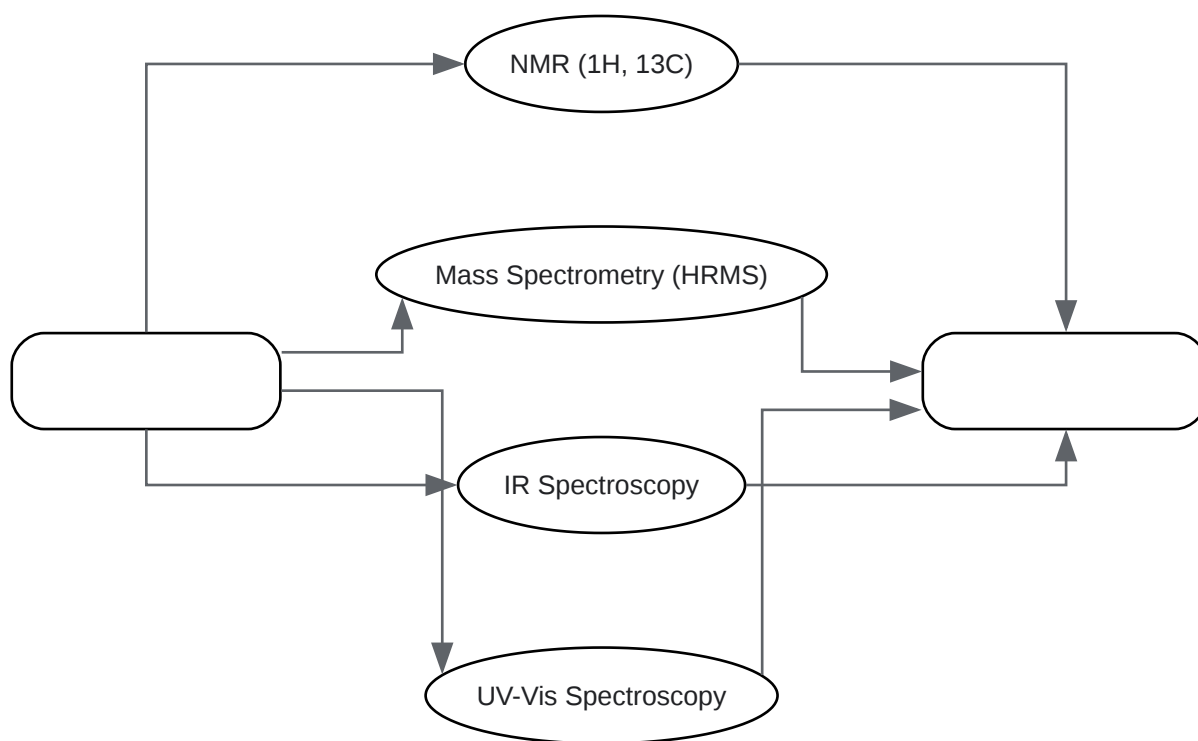 NMR (1H, 13C)
Mass Spectrometry (HRMS)
IR Spectroscopy
UV-Vis Spectroscopy